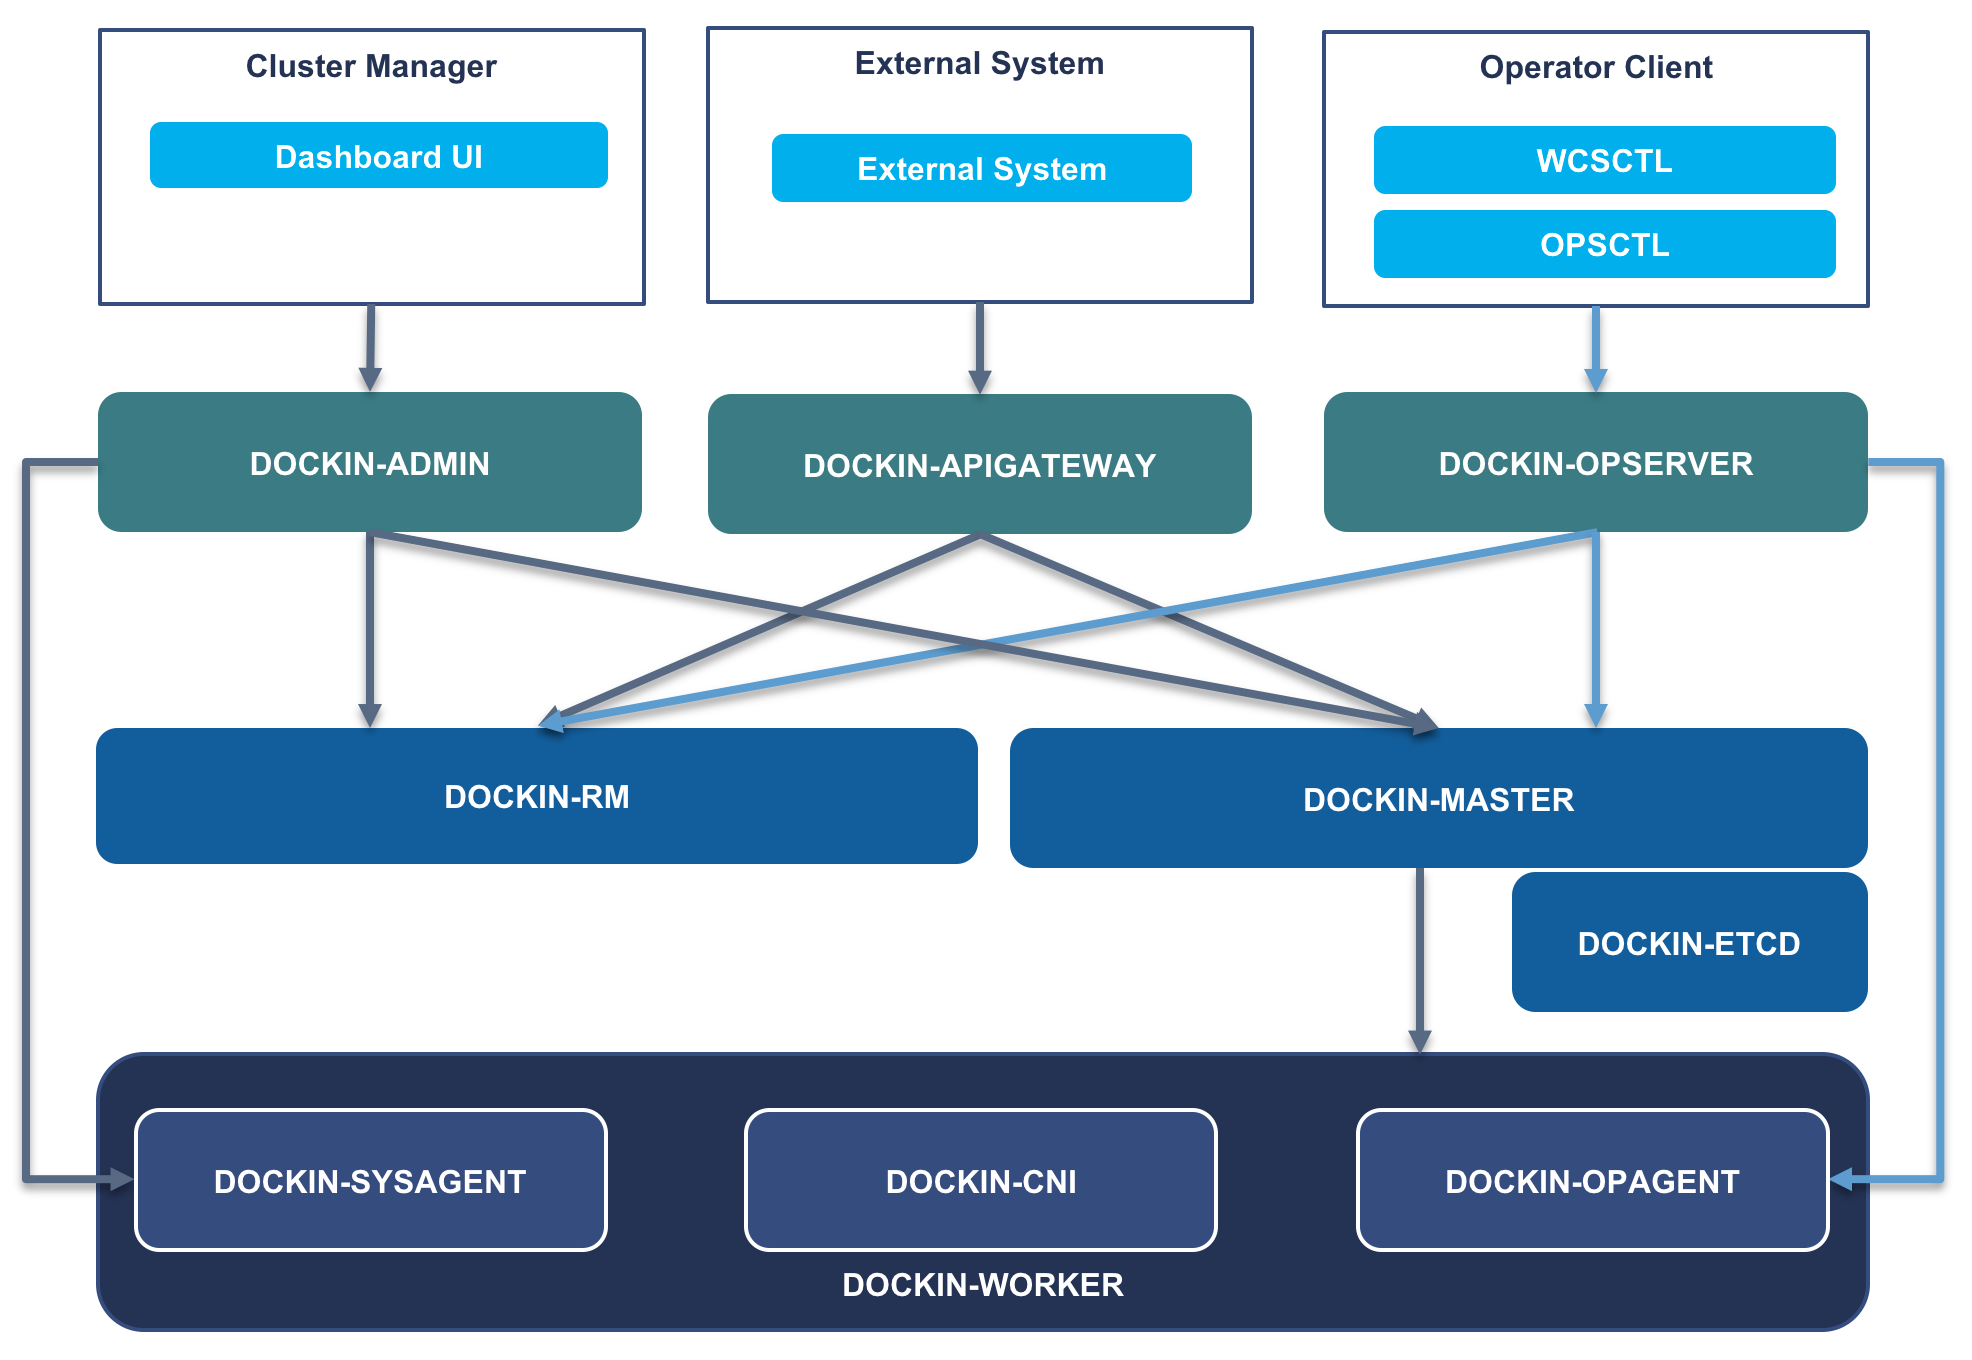 Cluster Manager
Dashboard UI
External System
External System
Operator Client
WCSCTL
OPSCTL
DOCKIN-ADMIN
DOCKIN-APIGATEWAY
DOCKIN-OPSERVER
DOCKIN-RM
DOCKIN-MASTER
DOCKIN-ETCD
DOCKIN-SYSAGENT
DOCKIN-CNI
DOCKIN-OPAGENT
DOCKIN-WORKER